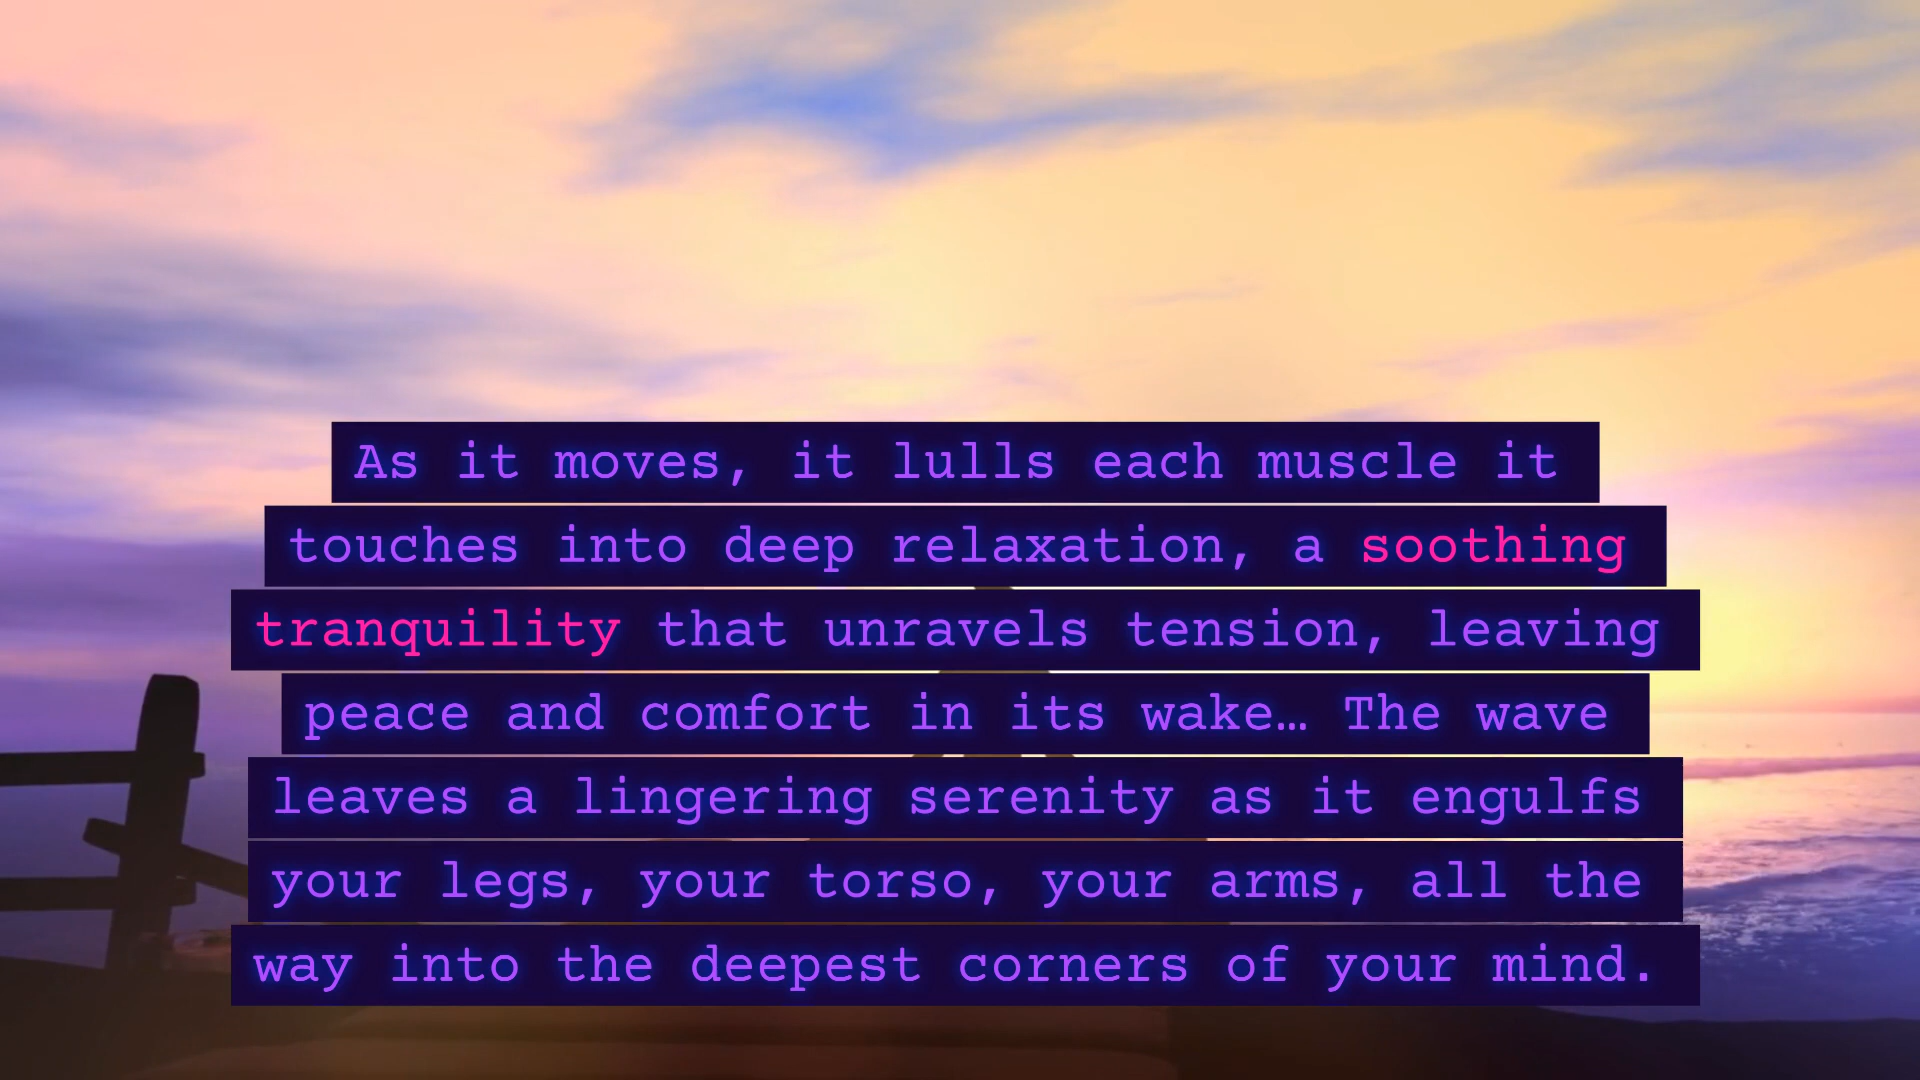 As it moves, it lulls each muscle it
touches into deep relaxation, a soothing
tranquility that unravels tension, leaving
peace and comfort in its wake… The wave
leaves a lingering serenity as it engulfs
your legs, your torso, your arms, all the
way into the deepest corners of your mind.